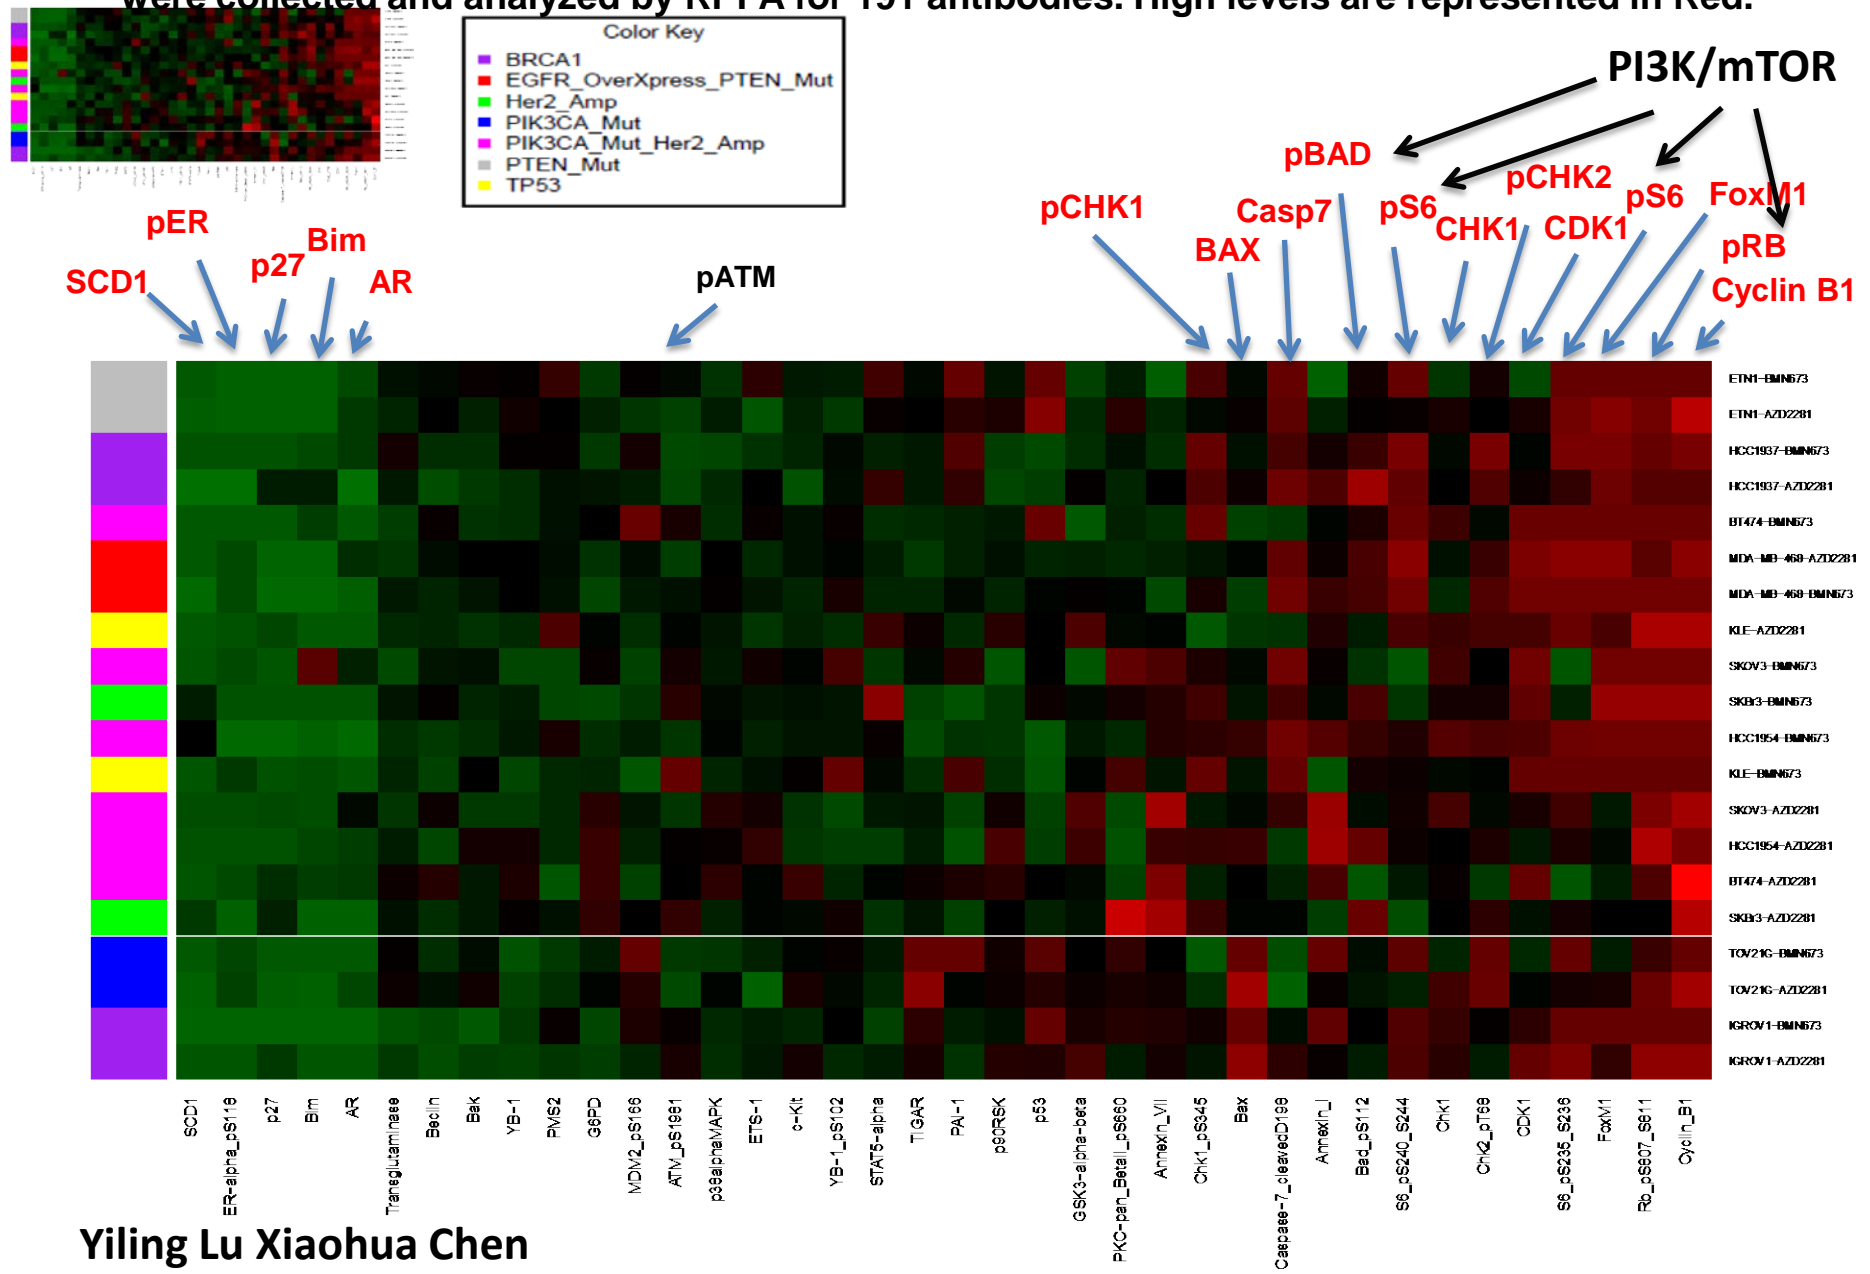 were collected and analyzed by RPPA for 191 antibodies. High levels are represented in Red.
Color Key
BRCA1
EGFR_OverXpress_PTEN_Mut
Her2_Amp
PIK3CA_Mut
PIK3CA_Mut_Her2_Amp
PTEN_Mut
TP53
PI3K/mTOR
pBAD
pCHK2
pCHK1
Casp7
pS6
pS6
FoxM1
pER
Bim
BAX
CHK1
CDK1
pRB
SCD1
p27
AR
pATM
Cyclin B1
ETN1-BMN673
ETN1-AZD2281
HCC1937-BMN673
HCC1937-AZD2281
BT474-BMN673
MDA-MB-468-AZD2281
MDA-MB-468-BMN673
KLE-AZD2281
SKOV3-BMN673
SKBr3-BMN673
HCC1954-BMN673
KLE-BMN673
SKOV3-AZD2281
HCC1954-AZD2281
BT474-AZD2281
SKBr3-AZD2281
TOV21G-BMN673
TOV21G-AZD2281
IGROV1-BMN673
IGROV1-AZD2281
SCD1
ER-alpha_pS118
p27
Bim
AR
Transglutaminase
Beclin
Bak
YB-1
PMS2
G6PD
MDM2_pS166
ATM_pS1981
p38alphaMAPK
ETS-1
c-Kit
YB-1_pS102
STAT5-alpha
TIGAR
PAI-1
p90RSK
p53
GSK3-alpha-beta
PKC-pan_BetaII_pS660
Annexin_VII
Chk1_pS345
Bax
Caspase-7_cleavedD198
Annexin_I
Bad_pS112
S6_pS240_S244
Chk1
Chk2_pT68
CDK1
S6_pS235_S236
FoxM1
Rb_pS807_S811
Cyclin_B1
Yiling Lu Xiaohua Chen